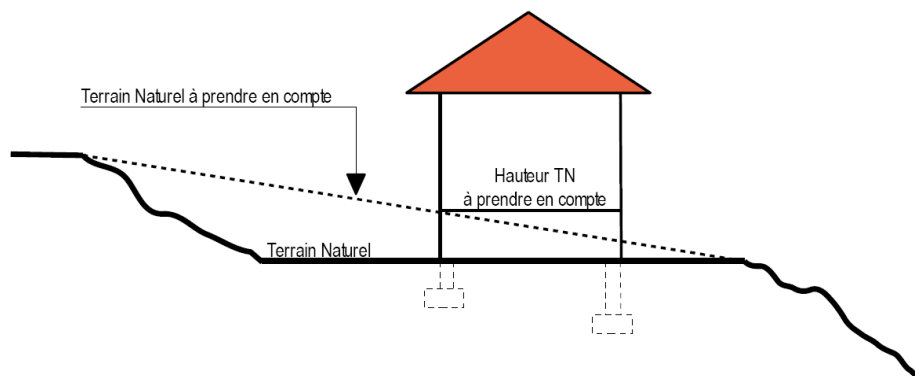 Terrain Naturel à prendre en compte
Hauteur TN
à prendre en compte
Terrain Naturel